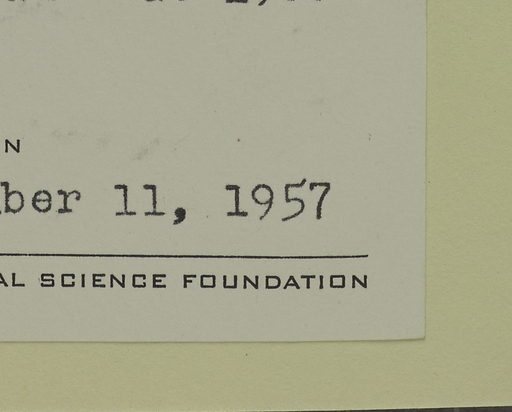 N
ber 11, 1957
AL SCIENCE FOUNDATION